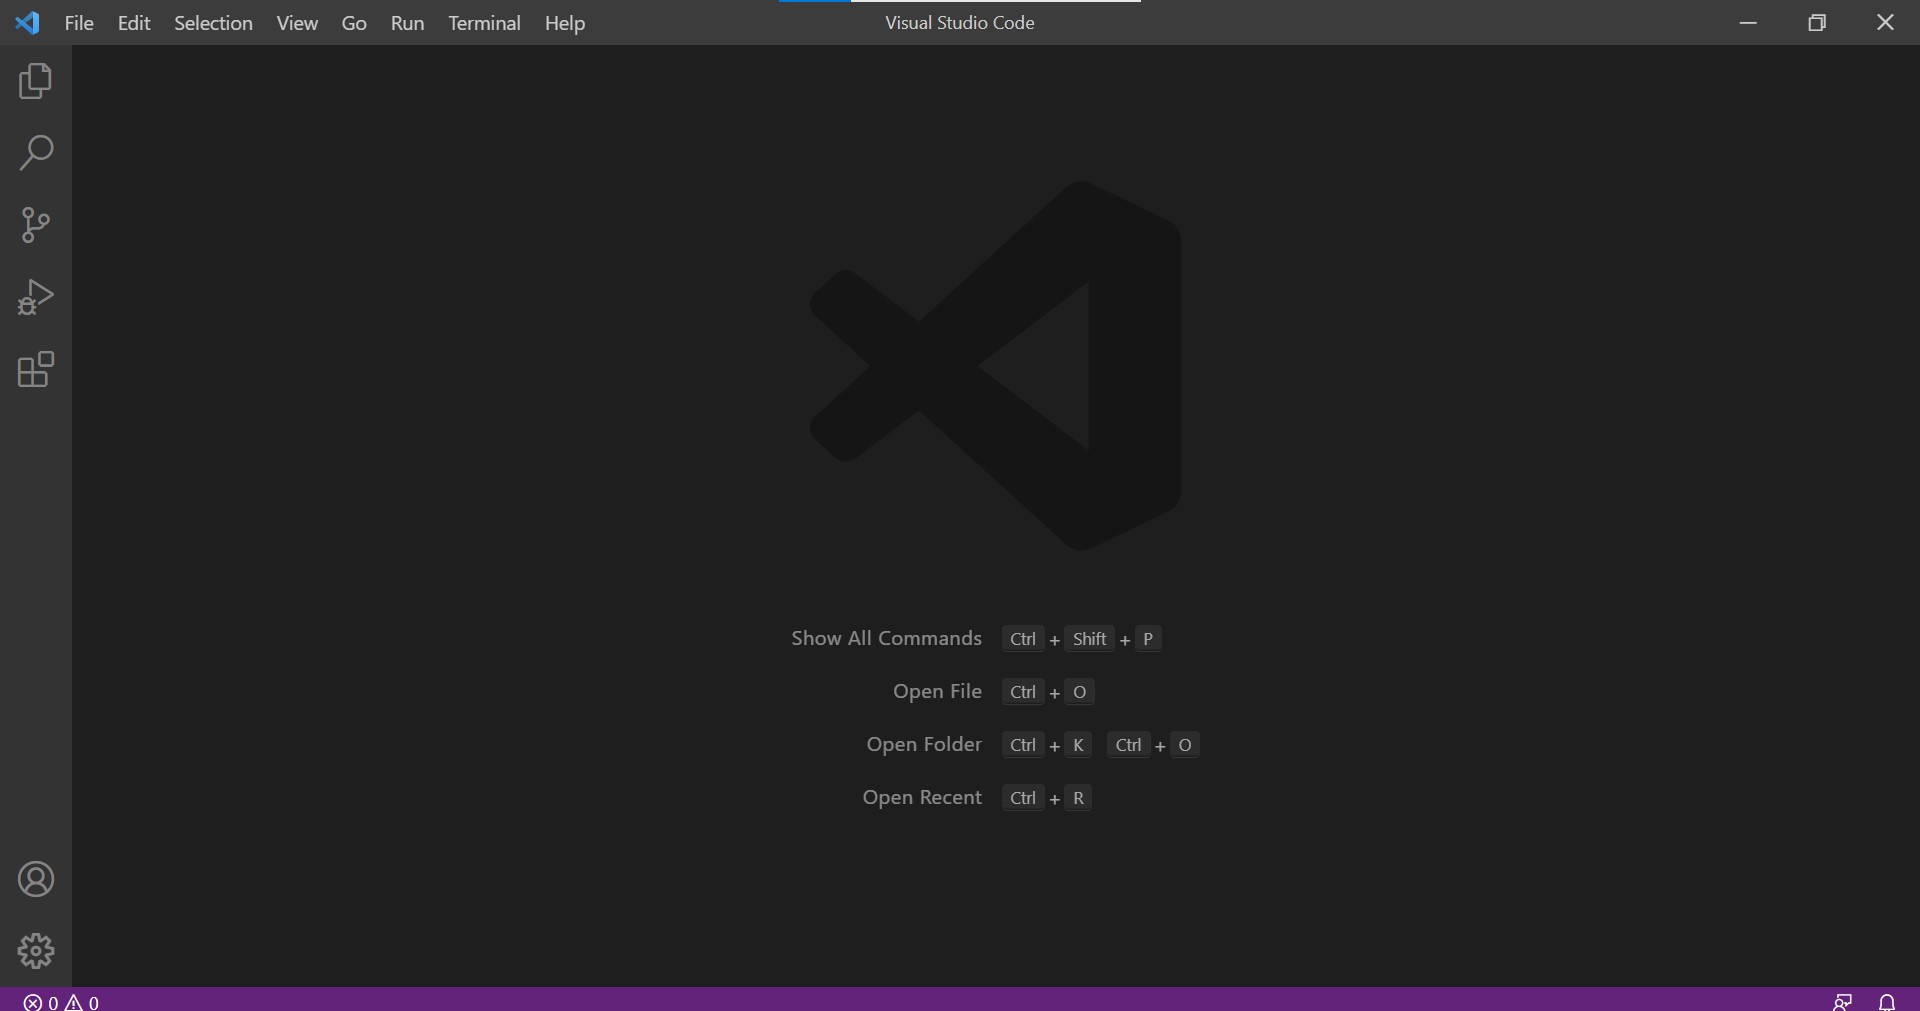 File Edit Selection View Go Run Terminal Help Visual Studio Code
Show All Commands Ctrl + Shift + P
Open File Ctrl + O
Open Folder Ctrl + K Ctrl + O
Open Recent Ctrl + R
0 0